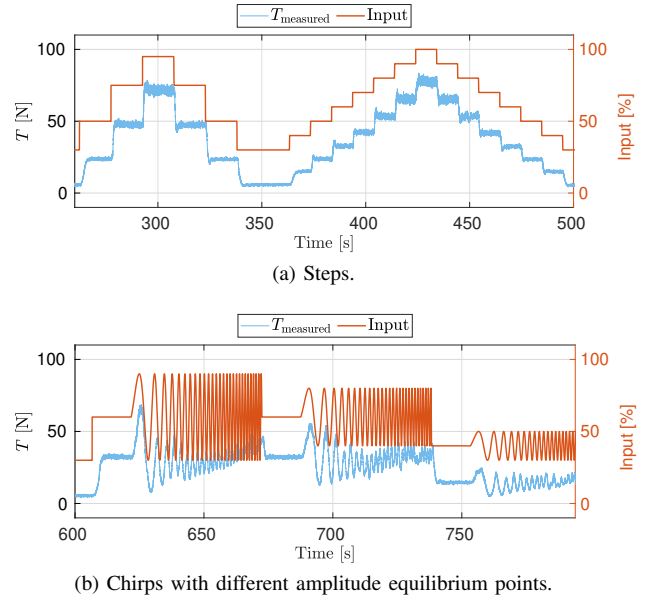 T_measured Input
100 100
50 50
0 0
T [N]
Input [%]
300 350 400 450 500
Time [s]
(a) Steps.
T_measured Input
100 100
50 50
0 0
T [N]
Input [%]
600 650 700 750
Time [s]
(b) Chirps with different amplitude equilibrium points.